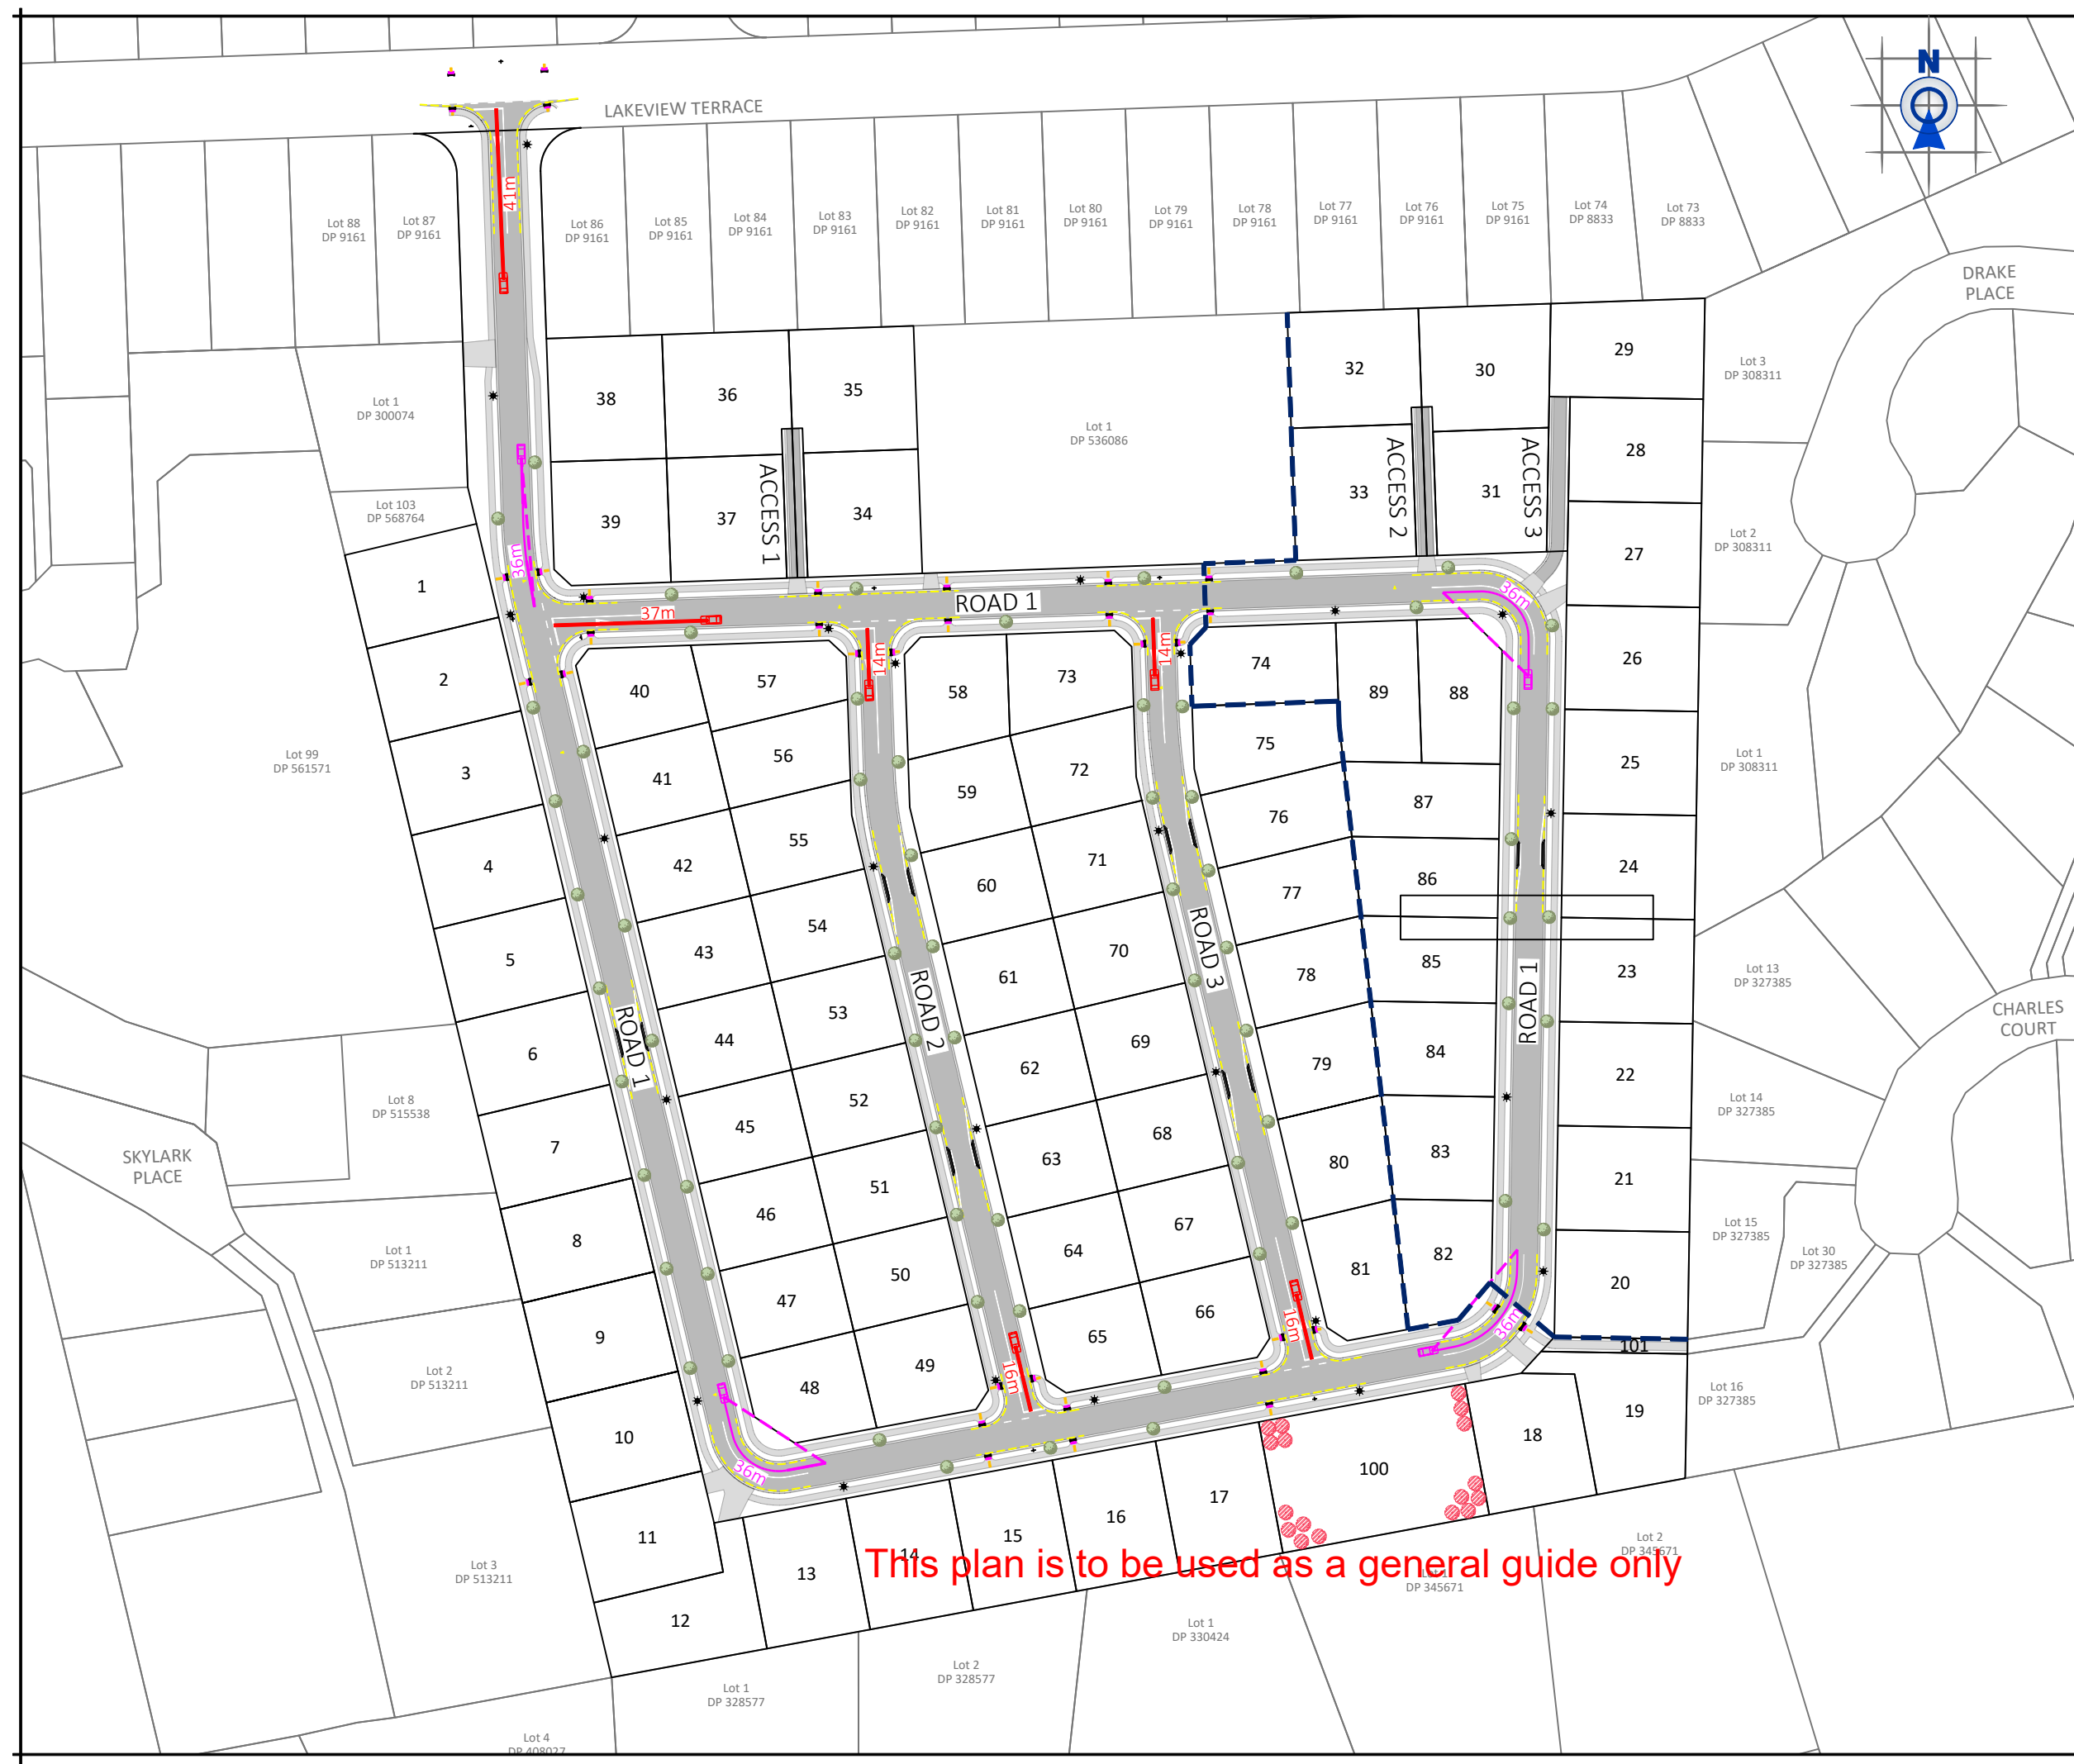 N
LAKEVIEW TERRACE
41m
Lot 88
DP 9161
Lot 87
DP 9161
Lot 86
DP 9161
Lot 85
DP 9161
Lot 84
DP 9161
Lot 83
DP 9161
Lot 82
DP 9161
Lot 81
DP 9161
Lot 80
DP 9161
Lot 79
DP 9161
Lot 78
DP 9161
Lot 77
DP 9161
Lot 76
DP 9161
Lot 75
DP 9161
Lot 74
DP 8833
Lot 73
DP 8833
DRAKE
PLACE
Lot 1
DP 300074
38
36
35
Lot 1
DP 536086
32
30
29
Lot 3
DP 308311
Lot 103
DP 568764
39
37
ACCESS 1
34
33
ACCESS 2
31
ACCESS 3
28
27
Lot 2
DP 308311
36m
1
37m
ROAD 1
36m
14m
14m
2
40
57
58
73
74
89
88
26
Lot 99
DP 561571
3
41
56
59
72
75
25
Lot 1
DP 308311
4
42
55
60
71
76
87
24
5
43
54
61
70
77
86
ROAD 3
78
85
23
Lot 13
DP 327385
ROAD 1
ROAD 2
CHARLES
COURT
6
ROAD 1
44
53
62
69
79
84
22
Lot 8
DP 515538
Lot 14
DP 327385
SKYLARK
PLACE
7
45
52
63
68
80
83
21
8
46
51
64
67
81
82
20
Lot 15
DP 327385
Lot 30
DP 327385
Lot 1
DP 513211
9
47
50
65
66
16m
36m
101
Lot 2
DP 513211
10
48
49
16m
36m
Lot 16
DP 327385
19
18
100
17
16
15
14
13
11
12
Lot 3
DP 513211
This plan is to be used as a general guide only
Lot 2
DP 345671
Lot 1
DP 345671
Lot 1
DP 330424
Lot 2
DP 328577
Lot 1
DP 328577
Lot 4
DP 408027